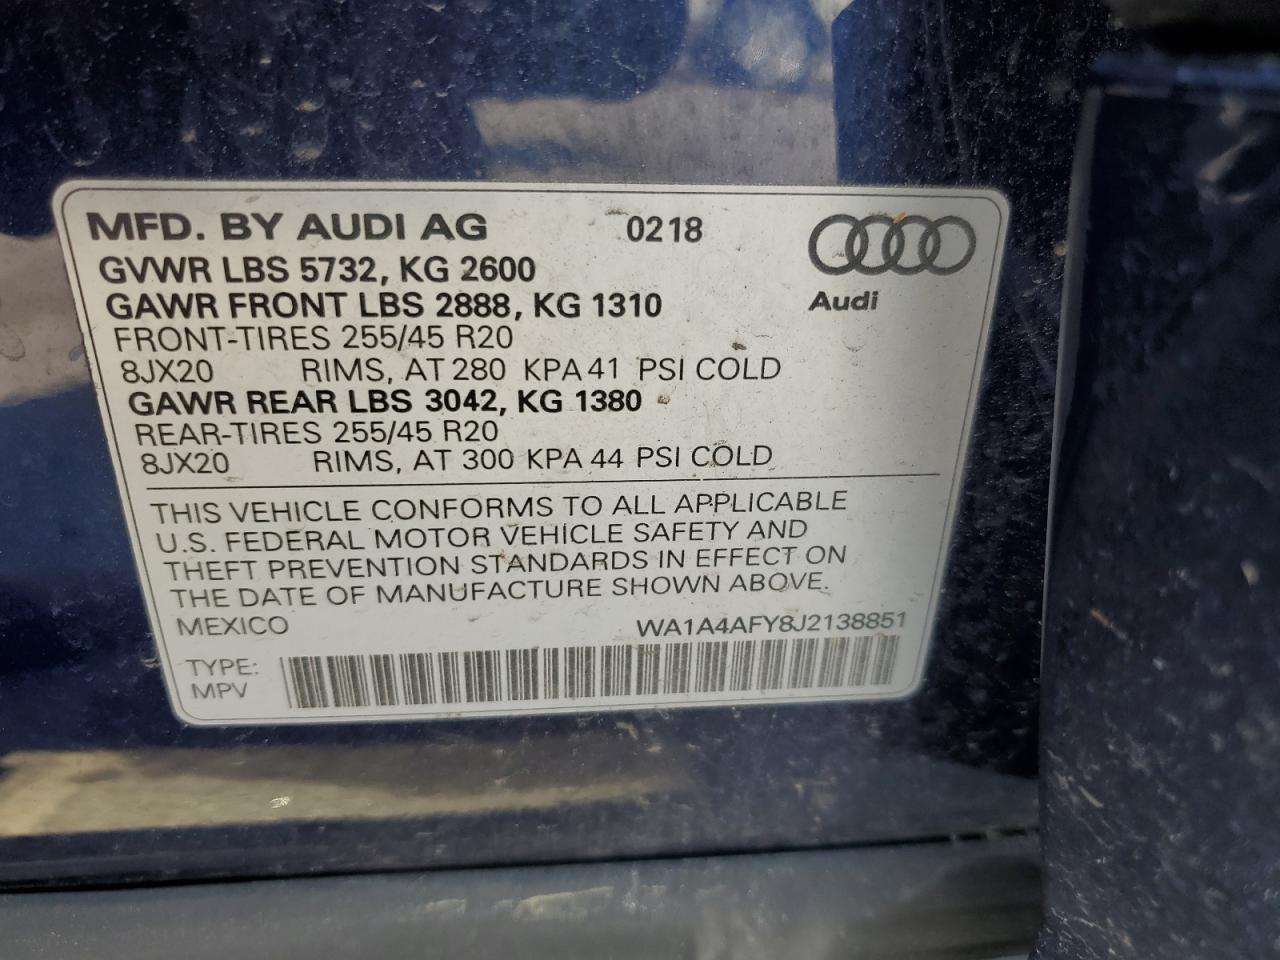 MFD. BY AUDI AG 0218
GVWR LBS 5732, KG 2600
GAWR FRONT LBS 2888, KG 1310
Audi
FRONT-TIRES 255/45 R20
8JX20 RIMS, AT 280 KPA 41 PSI COLD
GAWR REAR LBS 3042, KG 1380
REAR-TIRES 255/45 R20
8JX20 RIMS, AT 300 KPA 44 PSI COLD
THIS VEHICLE CONFORMS TO ALL APPLICABLE
U.S. FEDERAL MOTOR VEHICLE SAFETY AND
THEFT PREVENTION STANDARDS IN EFFECT ON
THE DATE OF MANUFACTURE SHOWN ABOVE.
MEXICO WA1A4AFY8J2138851
TYPE:
MPV